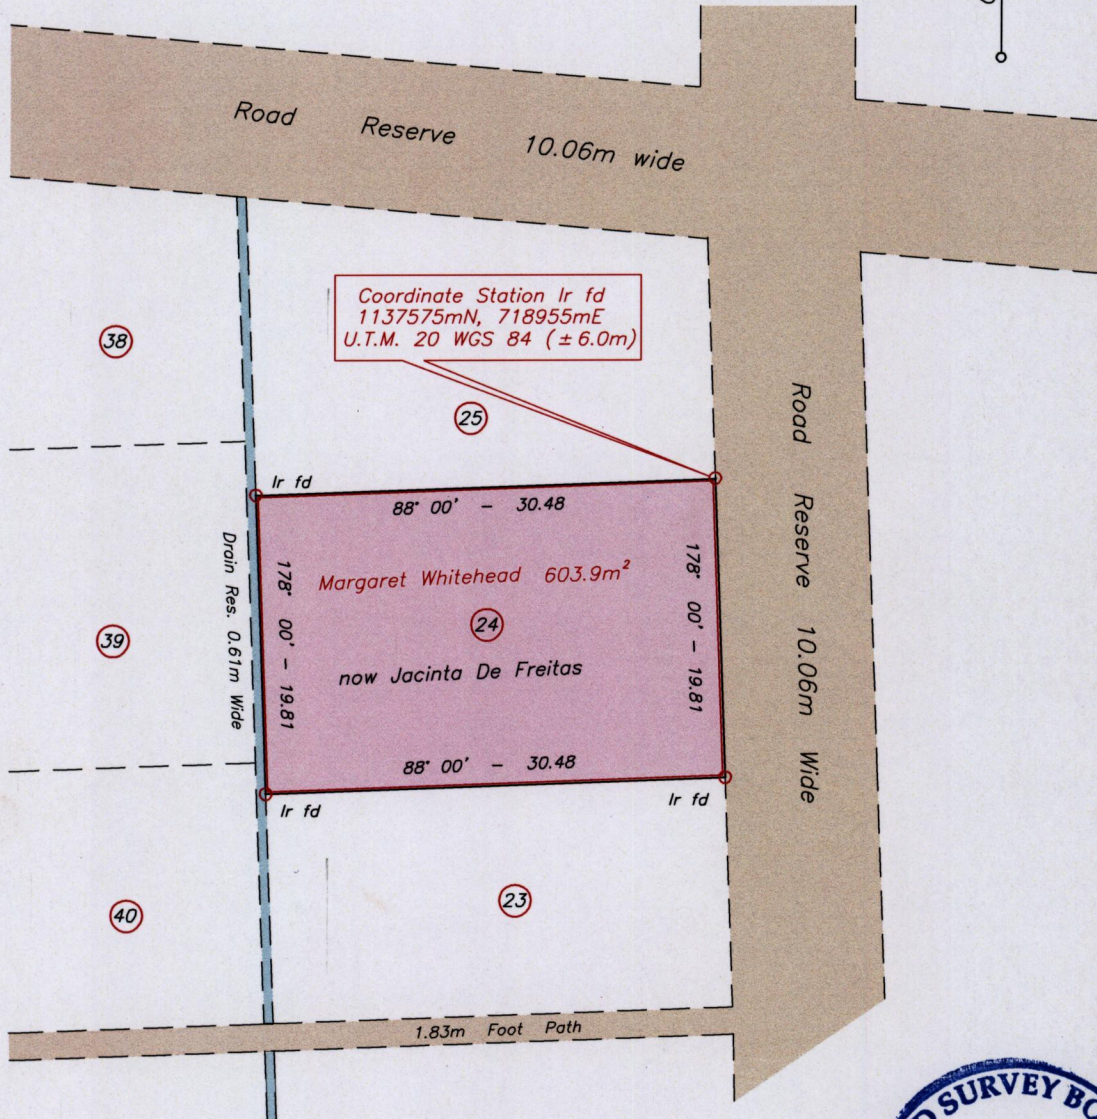 Road Reserve 10.06m wide
Coordinate Station Ir fd
1137575mN, 718955mE
U.T.M. 20 WGS 84 (±6.0m)
38
25
Road Reserve 10.06m Wide
Ir fd
88° 00' – 30.48
Drain Res. 0.61m Wide
178° 00' – 19.81
Margaret Whitehead 603.9m²
178° 00' – 19.81
24
39
now Jacinta De Freitas
88° 00' – 30.48
Ir fd
Ir fd
23
40
1.83m Foot Path
SURVEY BO